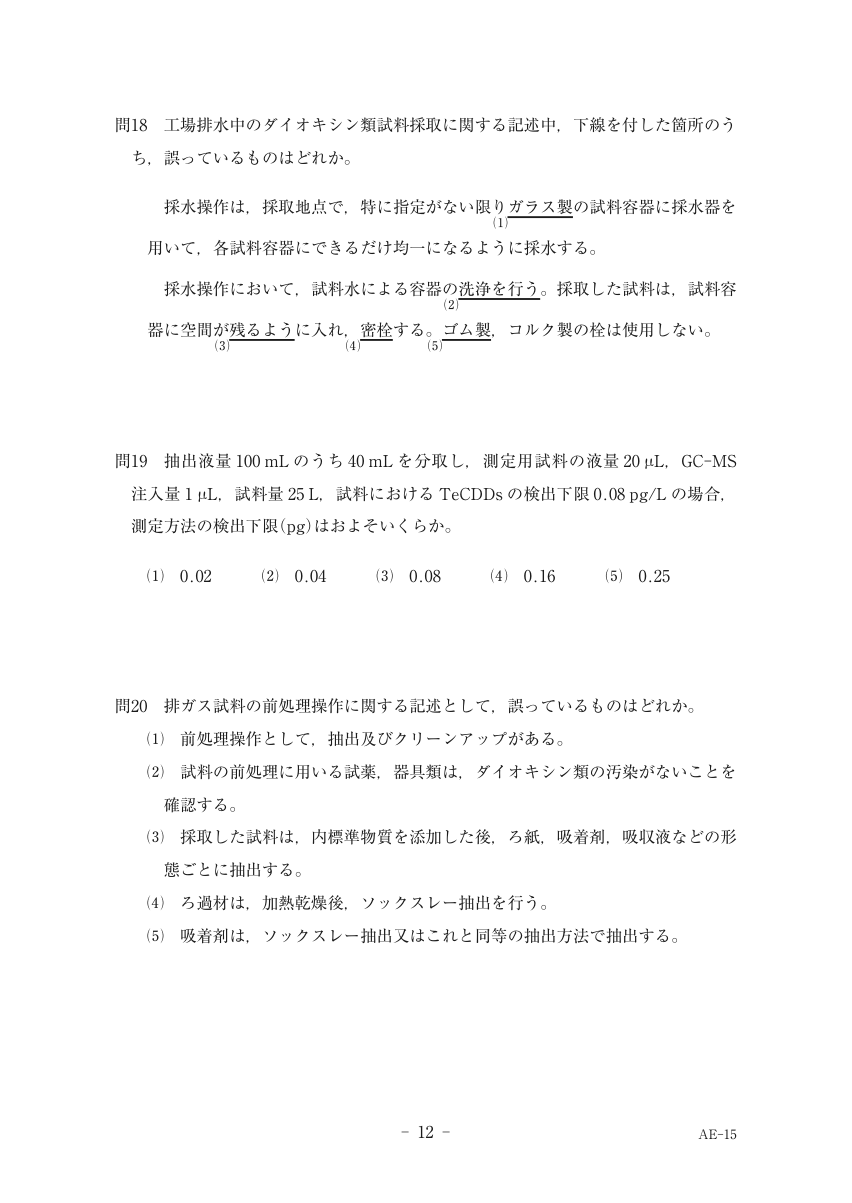 問18　工場排水中のダイオキシン類試料採取に関する記述中，下線を付した箇所のう
ち，誤っているものはどれか。
採水操作は，採取地点で，特に指定がない限りガラス製の試料容器に採水器を
(1)
用いて，各試料容器にできるだけ均一になるように採水する。
採水操作において，試料水による容器の洗浄を行う。採取した試料は，試料容
(2)
器に空間が残るように入れ，密栓する。ゴム製，コルク製の栓は使用しない。
(3) (4) (5)
問19　抽出液量 100 mL のうち 40 mL を分取し，測定用試料の液量 20 μL，GC-MS
注入量 1 μL，試料量 25 L，試料における TeCDDs の検出下限 0.08 pg/L の場合，
測定方法の検出下限(pg)はおよそいくらか。
(1)　0.02　(2)　0.04　(3)　0.08　(4)　0.16　(5)　0.25
問20　排ガス試料の前処理操作に関する記述として，誤っているものはどれか。
(1)　前処理操作として，抽出及びクリーンアップがある。
(2)　試料の前処理に用いる試薬，器具類は，ダイオキシン類の汚染がないことを
確認する。
(3)　採取した試料は，内標準物質を添加した後，ろ紙，吸着剤，吸収液などの形
態ごとに抽出する。
(4)　ろ過材は，加熱乾燥後，ソックスレー抽出を行う。
(5)　吸着剤は，ソックスレー抽出又はこれと同等の抽出方法で抽出する。
- 12 -
AE-15